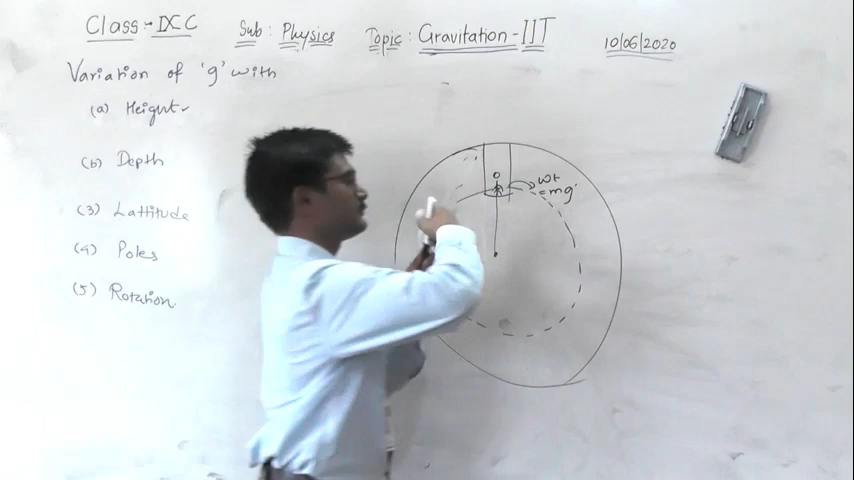 Class:- IX C
Sub: Physics
Topic: Gravitation-IIT
10/06/2020
Variation of 'g' with
(a) Height
(b) Depth
(3) Lattitude
(4) Poles
(5) Rotation.
wt
=mg'